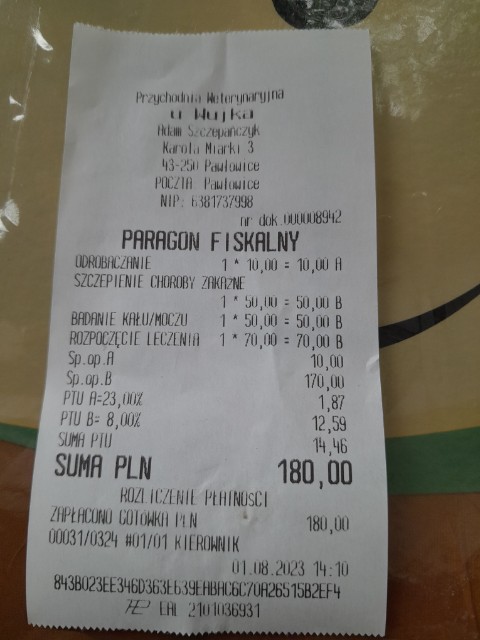 Przychodnia Weterynaryjna
u Wujka
Adam Szczepańczyk
Karola Miarki 3
43-250 Pawłowice
POCZTA Pawłowice
NIP: 6381737998
nr dok.000008942
PARAGON FISKALNY
ODROBACZANIE 1 * 10,00 = 10,00 A
SZCZEPIENIE CHOROBY ZAKAŹNE
1 * 50,00 = 50,00 B
BADANIE KAŁU/MOCZU 1 * 50,00 = 50,00 B
ROZPOCZĘCIE LECZENIA 1 * 70,00 = 70,00 B
Sp.op.A 10,00
Sp.op.B 170,00
PTU A=23,00% 1,87
PTU B= 8,00% 12,59
SUMA PTU 14,46
SUMA PLN 180,00
ROZLICZENIE PŁATNOŚCI
ZAPŁACONO GOTÓWKA PLN 180,00
00031/0324 #01/01 KIEROWNIK
01.08.2023 14:10
843B023EE346D363E639EABAC6C70A26515B2EF4
EAL 2101036931